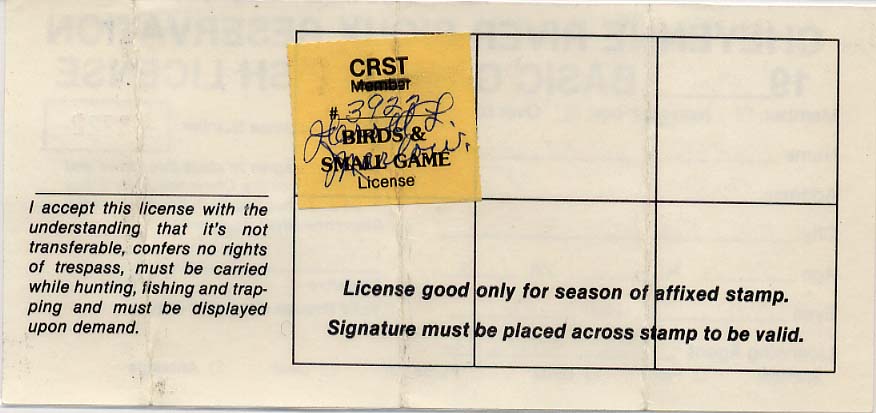 CRST
Member
# 3922
BIRDS &
SMALL GAME
License
I accept this license with the
understanding that it's not
transferable, confers no rights
of trespass, must be carried
while hunting, fishing and trap-
ping and must be displayed
upon demand.
License good only for season of affixed stamp.
Signature must be placed across stamp to be valid.